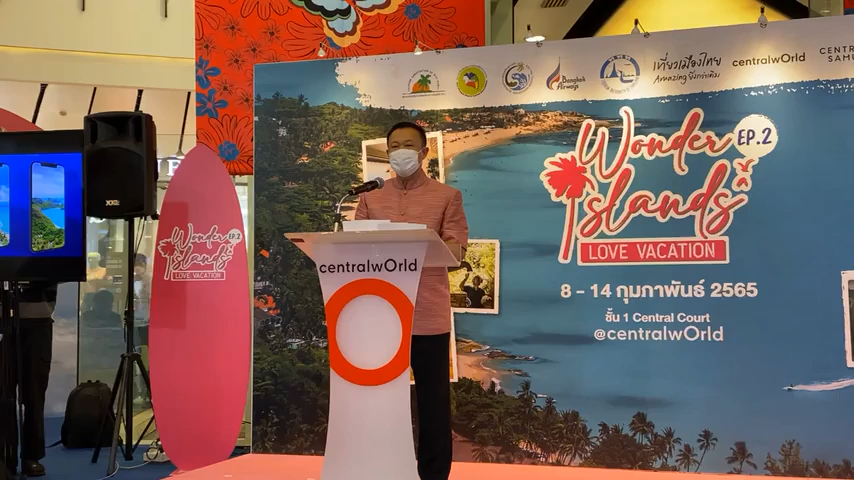 เที่ยวเมืองไทย
Amazing ยิ่งกว่าเดิม
centralwOrld
CENTRAL
SAMUI
Bangkok
Airways
Wonder
EP.2
Islands
LOVE VACATION
8 - 14 กุมภาพันธ์ 2565
ชั้น 1 Central Court
@centralwOrld
Wonder
EP.2
Islands
LOVE VACATION
centralwOrld